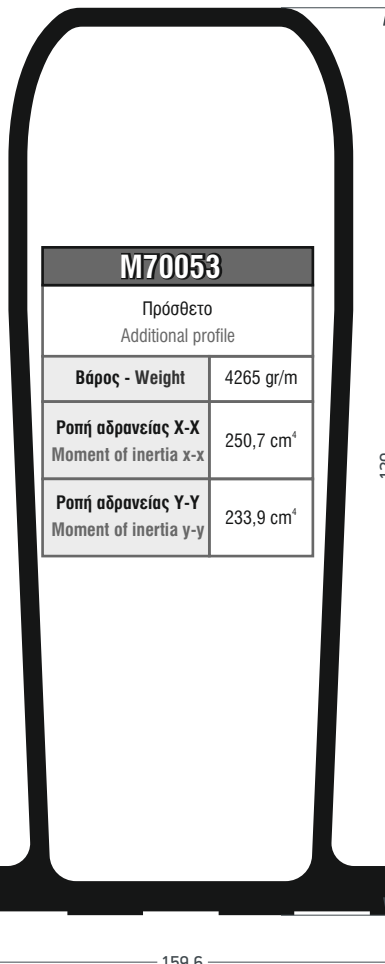 M70053
Πρόσθετο
Additional profile
Βάρος - Weight 4265 gr/m
Ροπή αδρανείας X-X
Moment of inertia x-x
250,7 cm⁴
Ροπή αδρανείας Y-Y
Moment of inertia y-y
233,9 cm⁴
159,6